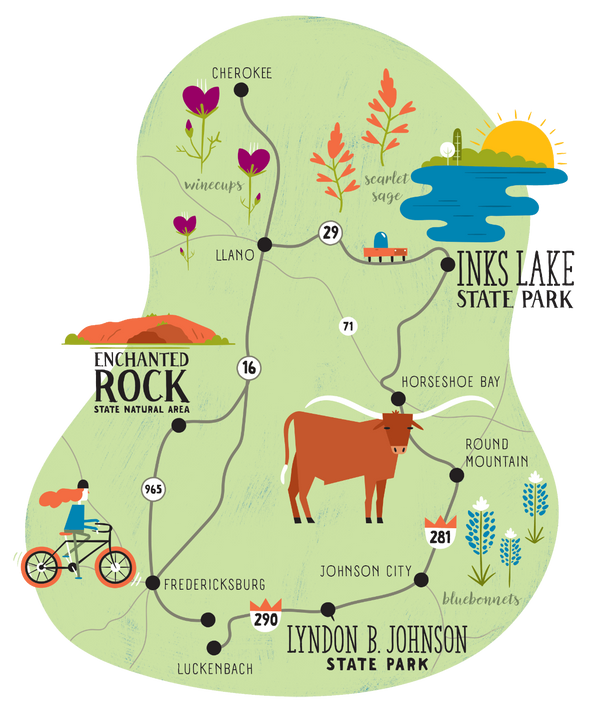 CHEROKEE
winecups
scarlet
sage
LLANO
29
INKS LAKE
STATE PARK
71
ENCHANTED
ROCK
STATE NATURAL AREA
16
HORSESHOE BAY
ROUND
MOUNTAIN
965
281
FREDERICKSBURG
JOHNSON CITY
bluebonnets
290
LYNDON B. JOHNSON
STATE PARK
LUCKENBACH